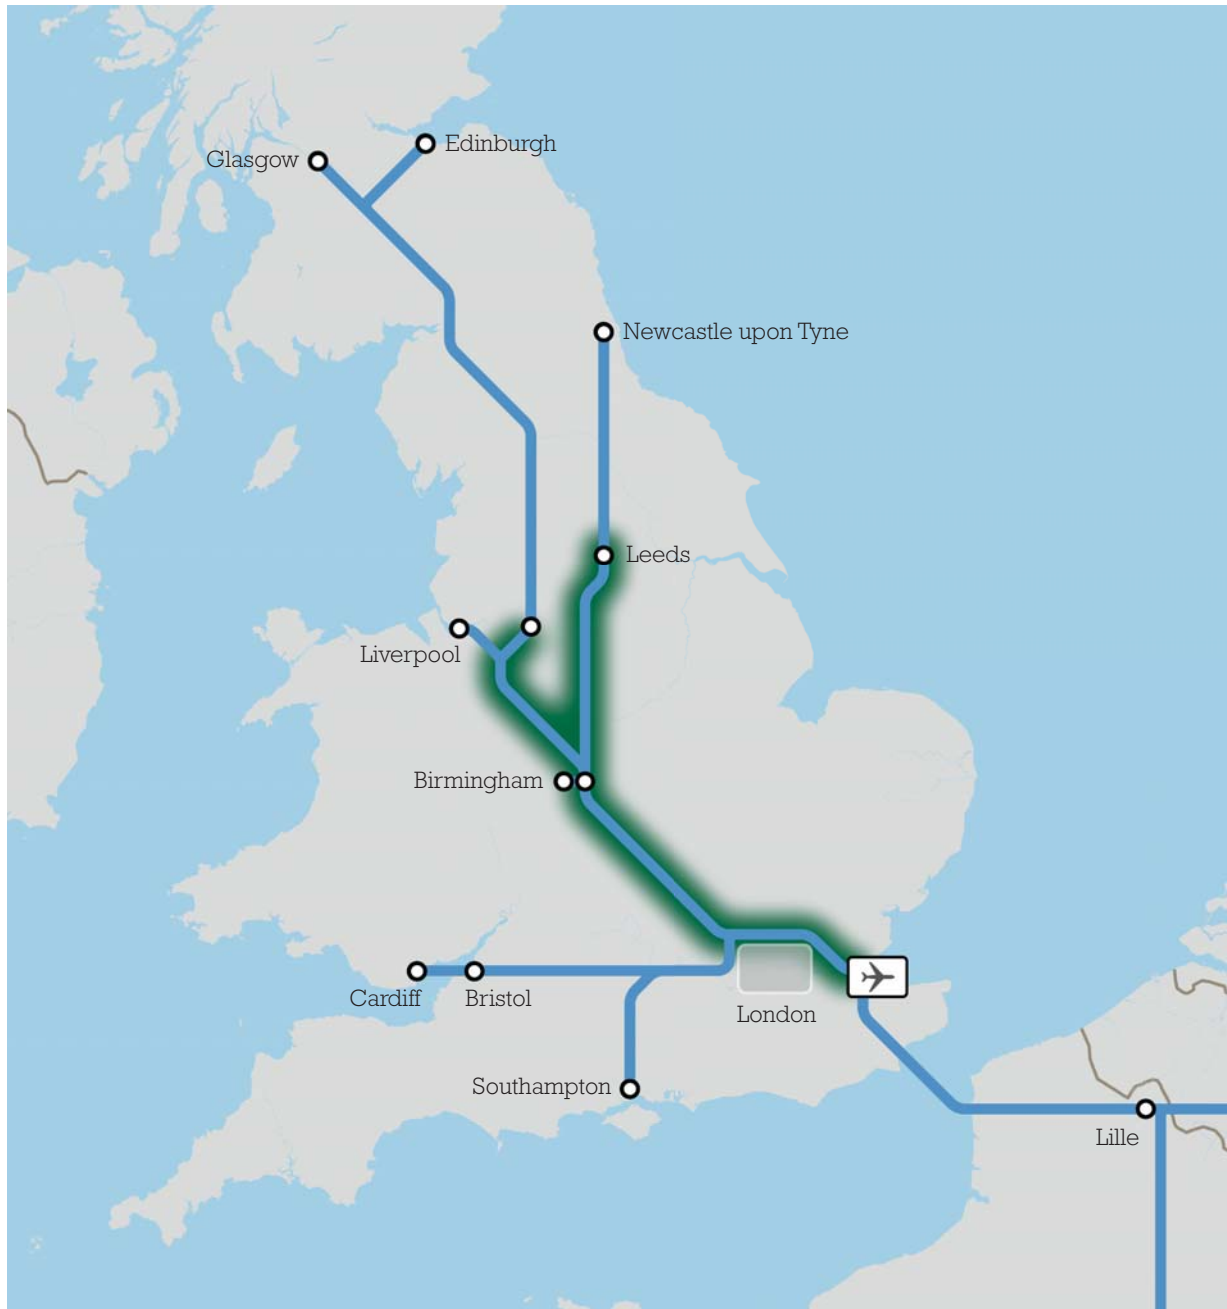 Edinburgh
Glasgow
Newcastle upon Tyne
Leeds
Liverpool
Birmingham
Cardiff
Bristol
London
Southampton
Lille